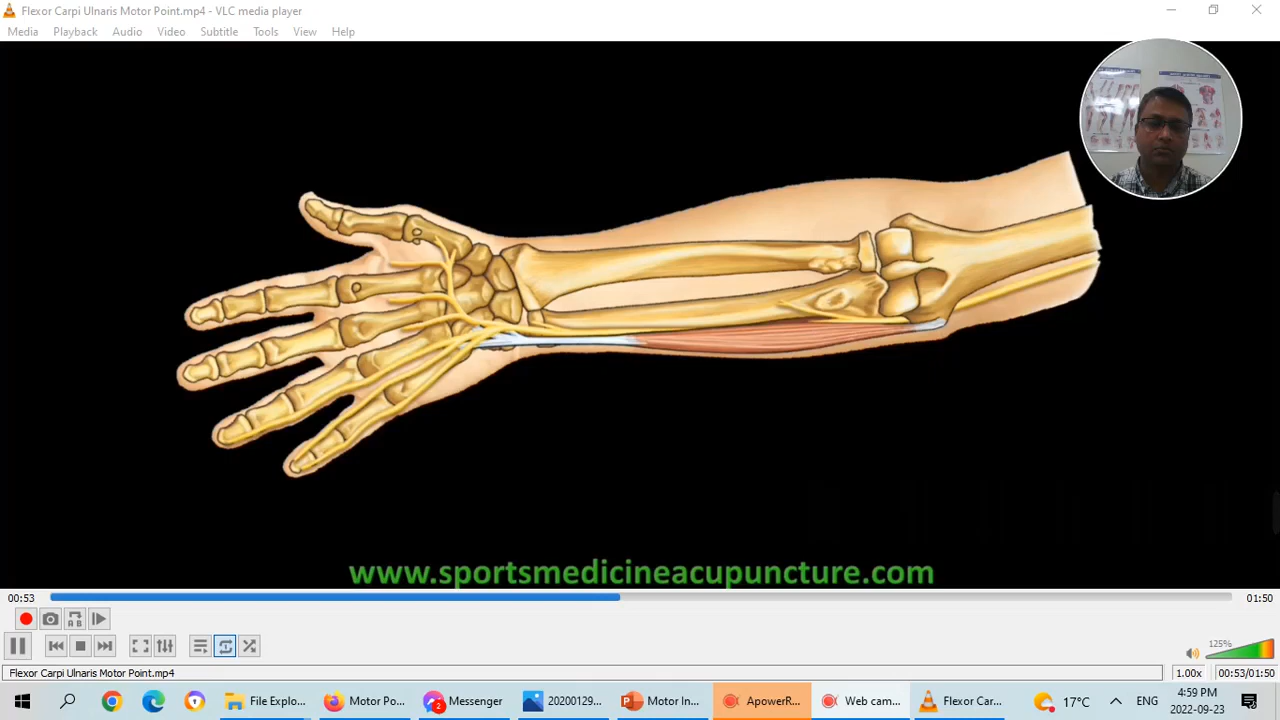 Flexor Carpi Ulnaris Motor Point.mp4 - VLC media player
Media Playback Audio Video Subtitle Tools View Help
www.sportsmedicineacupuncture.com
00:53
01:50
A B
125%
Flexor Carpi Ulnaris Motor Point.mp4
1.00x
00:53/01:50
File Explo...
Motor Po...
2
Messenger
20200129...
Motor In...
ApowerR...
Web cam...
Flexor Car...
17°C
ENG
4:59 PM
2022-09-23